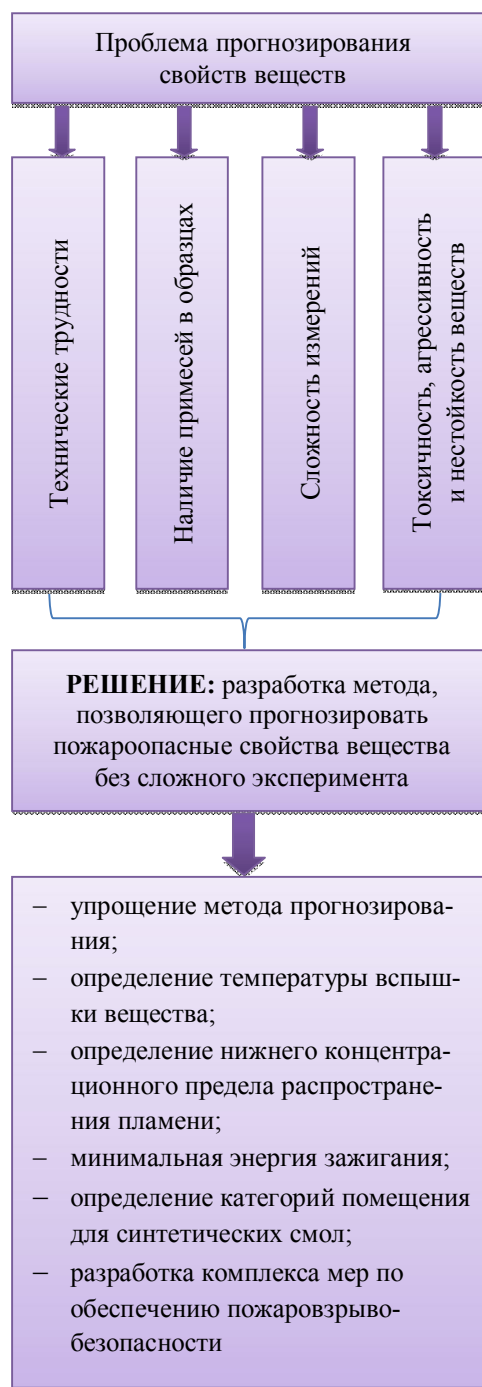 Проблема прогнозирования
свойств веществ
Технические трудности
Наличие примесей в образцах
Сложность измерений
Токсичность, агрессивность
и нестойкость веществ
РЕШЕНИЕ: разработка метода,
позволяющего прогнозировать
пожароопасные свойства вещества
без сложного эксперимента
– упрощение метода прогнозирова-
ния;
– определение температуры вспыш-
ки вещества;
– определение нижнего концентра-
ционного предела распростране-
ния пламени;
– минимальная энергия зажигания;
– определение категорий помещения
для синтетических смол;
– разработка комплекса мер по
обеспечению пожаровзрыво-
безопасности